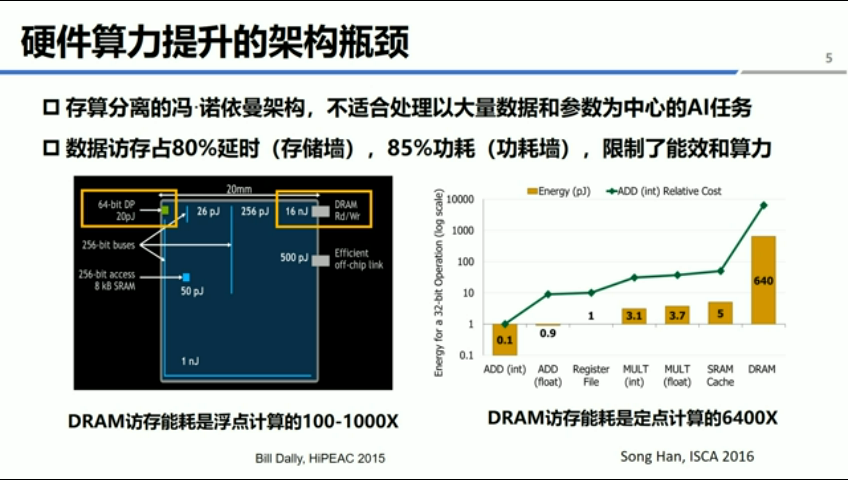 硬件算力提升的架构瓶颈
5
存算分离的冯·诺依曼架构，不适合处理以大量数据和参数为中心的AI任务
数据访存占80%延时（存储墙），85%功耗（功耗墙），限制了能效和算力
20mm
64-bit DP
20pJ
26 pJ
256 pJ
16 nJ
DRAM
Rd/Wr
256-bit buses
500 pJ
Efficient
off-chip link
256-bit access
8 kB SRAM
50 pJ
1 nJ
DRAM访存能耗是浮点计算的100-1000X
Bill Dally, HiPEAC 2015
Energy (pJ)
ADD (int) Relative Cost
Energy for a 32-bit Operation (log scale)
10000
1000
100
10
1
0.1
0.1
0.9
1
3.1
3.7
5
640
ADD (int)
ADD
(float)
Register
File
MULT
(int)
MULT
(float)
SRAM
Cache
DRAM
DRAM访存能耗是定点计算的6400X
Song Han, ISCA 2016